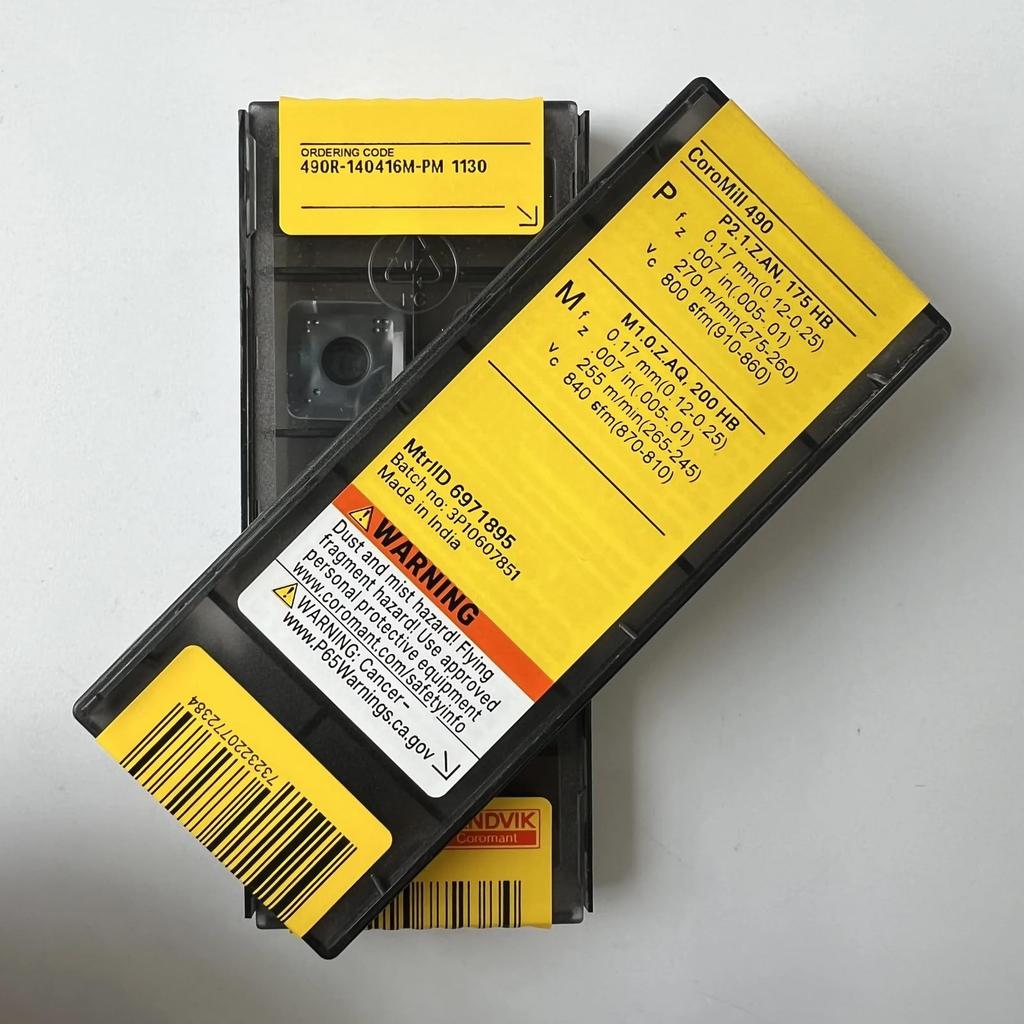 ORDERING CODE
490R-140416M-PM 1130
CoroMill 490
P P2.1.Z.AN, 175 HB
fz 0.17 mm(0.12-0.25)
.007 in(.005-.01)
vc 270 m/min(275-260)
800 sfm(910-860)
M M1.0.Z.AQ, 200 HB
fz 0.17 mm(0.12-0.25)
.007 in(.005-.01)
vc 255 m/min(265-245)
840 sfm(870-810)
MtrlID 6971895
Batch no: 3P10607851
Made in India
WARNING
Dust and mist hazard! Flying
fragment hazard! Use approved
personal protective equipment
www.coromant.com/safetyinfo
WARNING: Cancer–
www.P65Warnings.ca.gov
7323220772384
NDVIK
Coromant